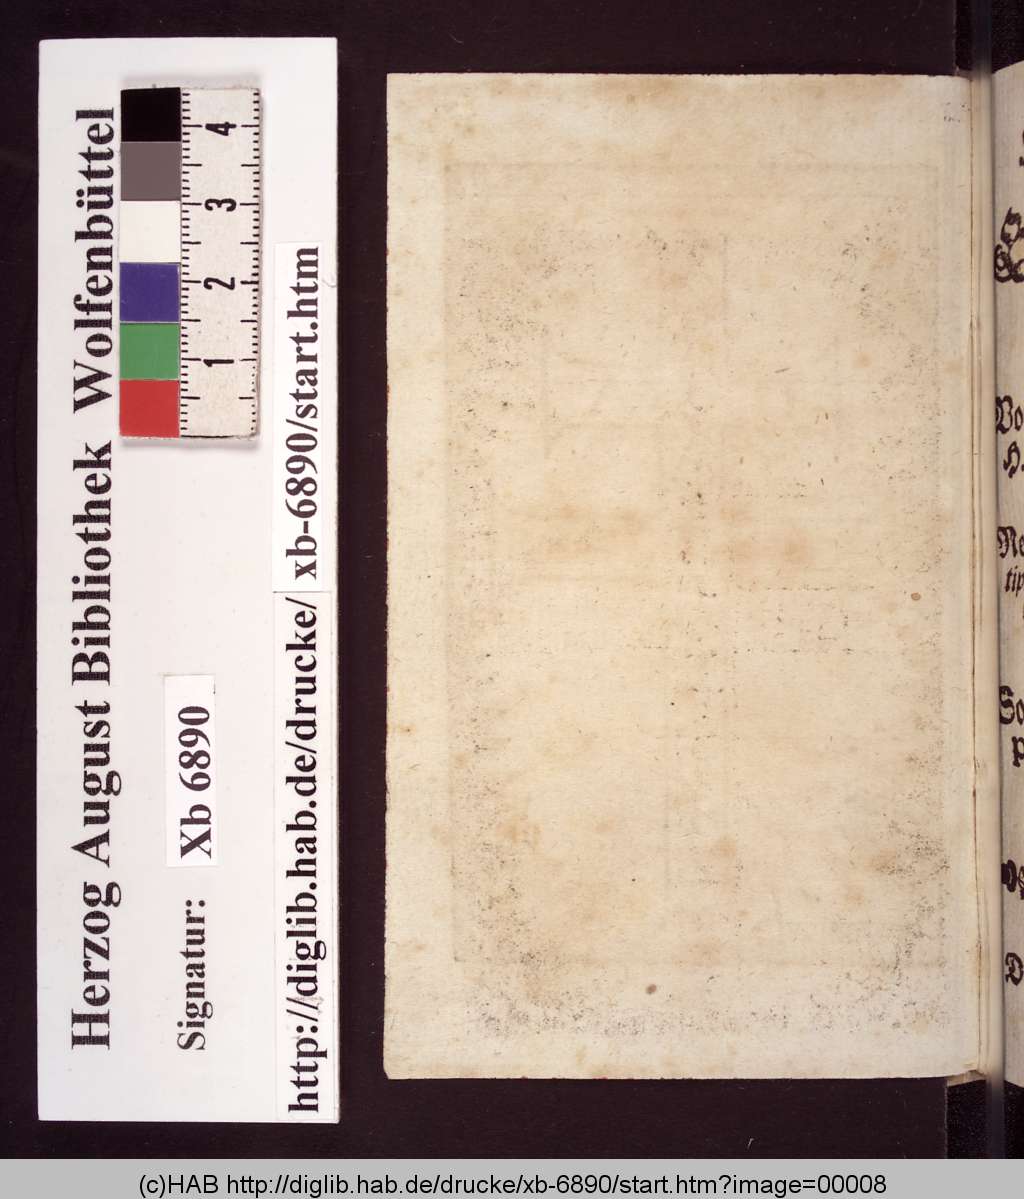 Herzog August Bibliothek Wolfenbüttel
Signatur: Xb 6890
http://diglib.hab.de/drucke/ xb-6890/start.htm
4
3
2
1
Vo
(c)HAB http://diglib.hab.de/drucke/xb-6890/start.htm?image=00008